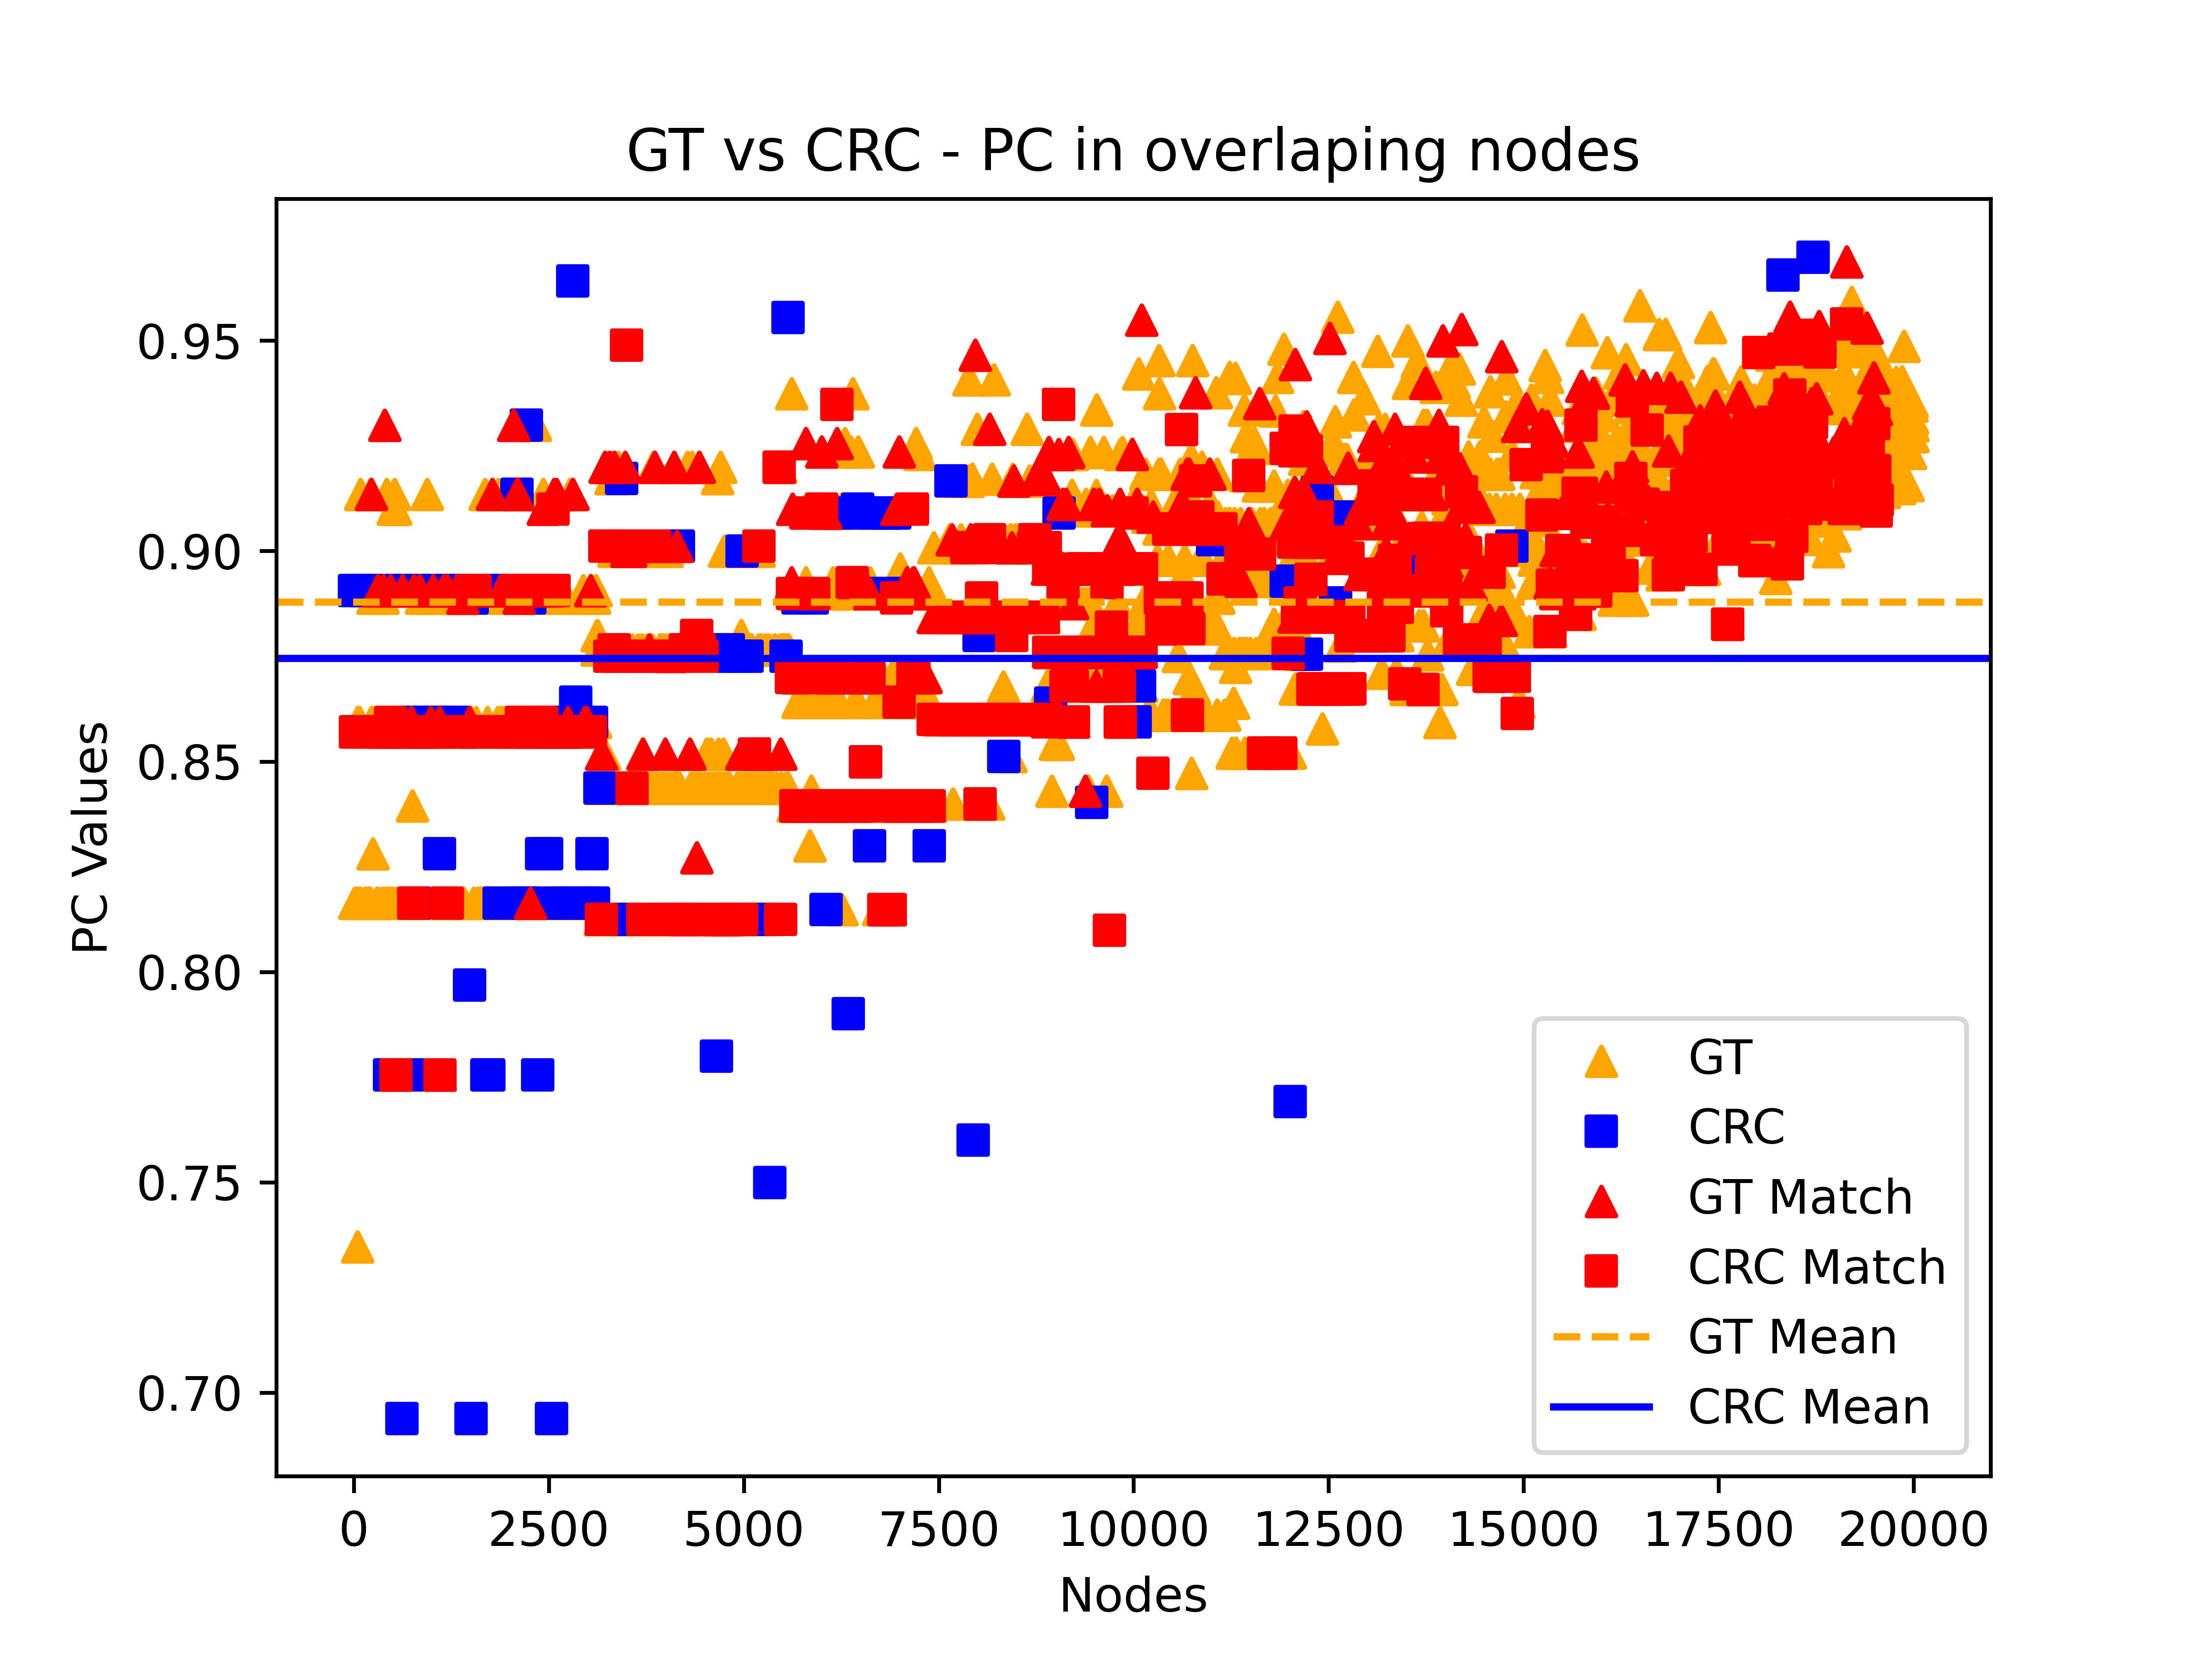 GT vs CRC - PC in overlaping nodes
PC Values
0.95
0.90
0.85
0.80
0.75
0.70
GT
CRC
GT Match
CRC Match
GT Mean
CRC Mean
0 2500 5000 7500 10000 12500 15000 17500 20000
Nodes